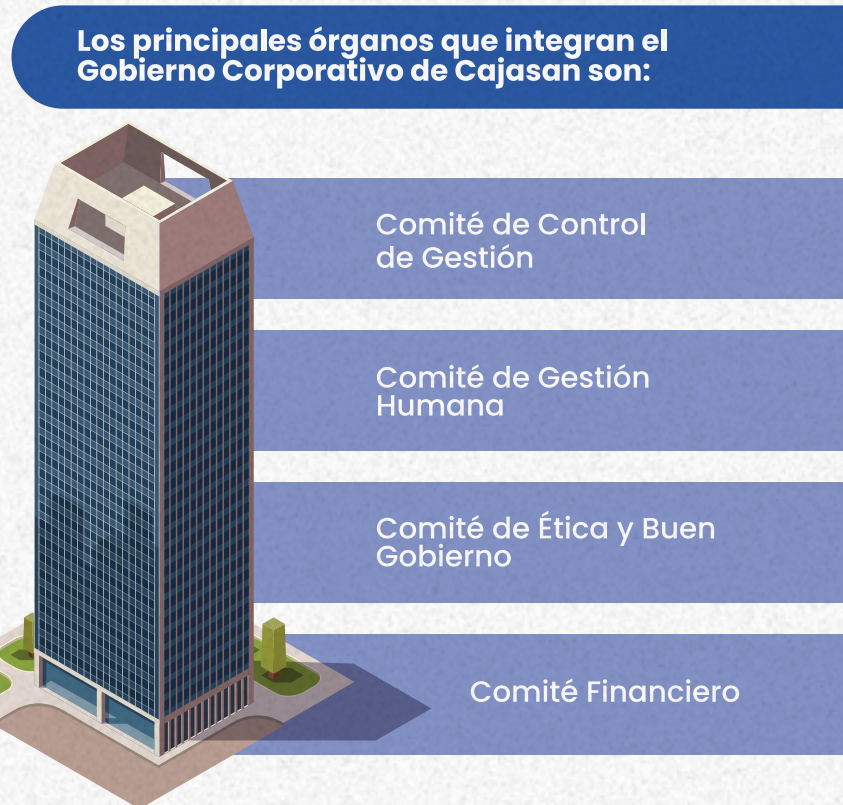 Los principales órganos que integran el
Gobierno Corporativo de Cajasan son:
Comité de Control
de Gestión
Comité de Gestión
Humana
Comité de Ética y Buen
Gobierno
Comité Financiero